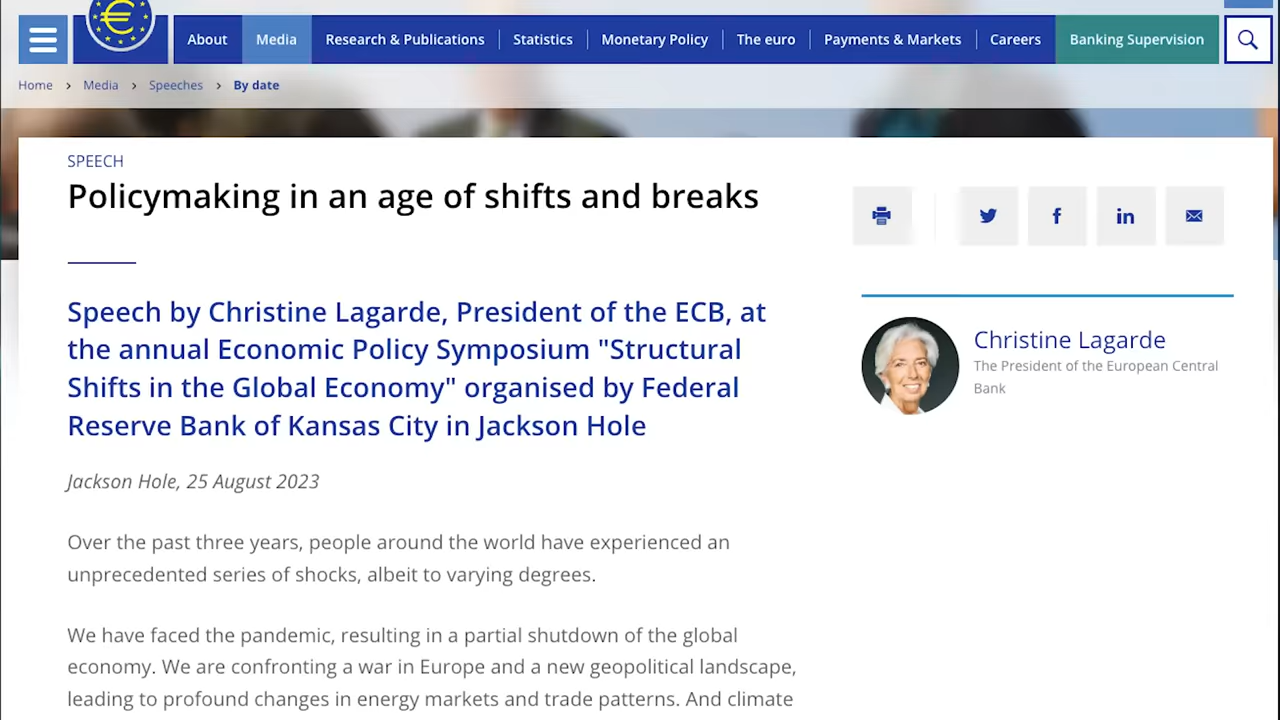 About
Media
Research & Publications
Statistics
Monetary Policy
The euro
Payments & Markets
Careers
Banking Supervision
Home > Media > Speeches > By date
SPEECH
Policymaking in an age of shifts and breaks
Speech by Christine Lagarde, President of the ECB, at
the annual Economic Policy Symposium "Structural
Shifts in the Global Economy" organised by Federal
Reserve Bank of Kansas City in Jackson Hole
Jackson Hole, 25 August 2023
Over the past three years, people around the world have experienced an
unprecedented series of shocks, albeit to varying degrees.
We have faced the pandemic, resulting in a partial shutdown of the global
economy. We are confronting a war in Europe and a new geopolitical landscape,
leading to profound changes in energy markets and trade patterns. And climate
Christine Lagarde
The President of the European Central
Bank